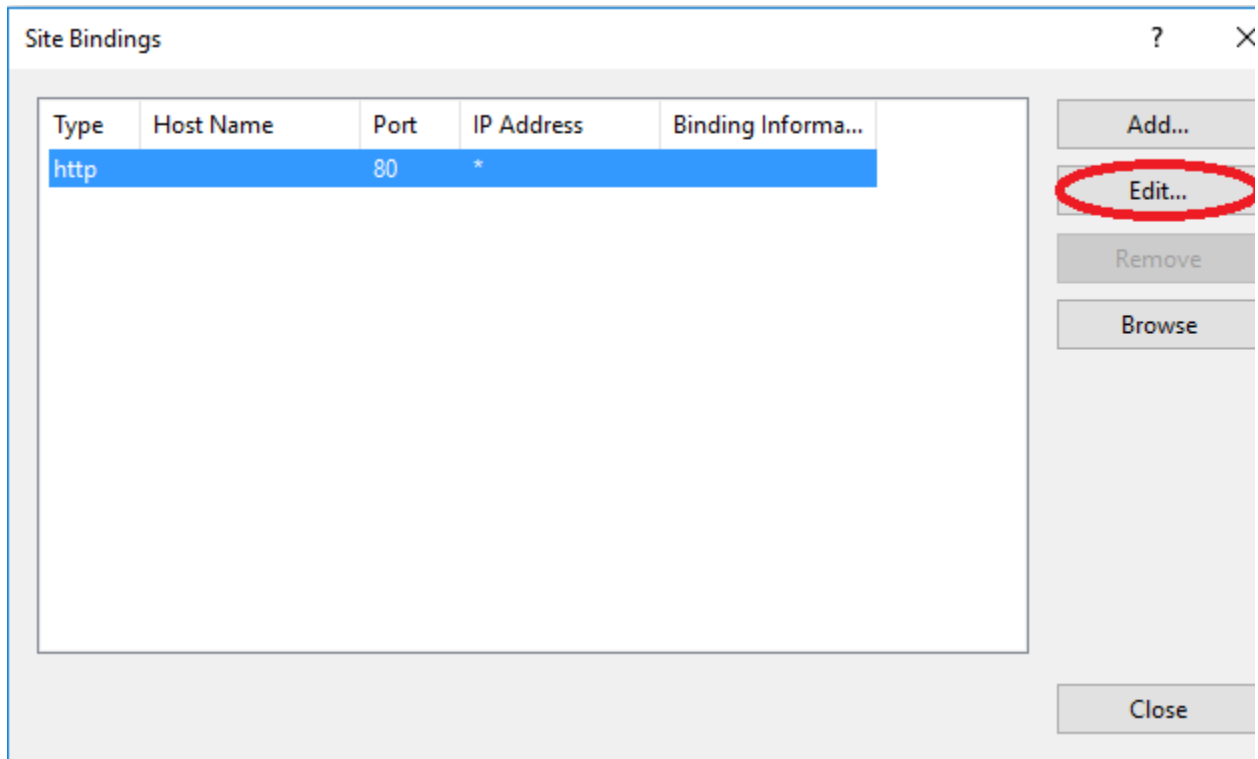 Site Bindings ?
Type Host Name Port IP Address Binding Informa...
http 80 *
Add...
Edit...
Remove
Browse
Close